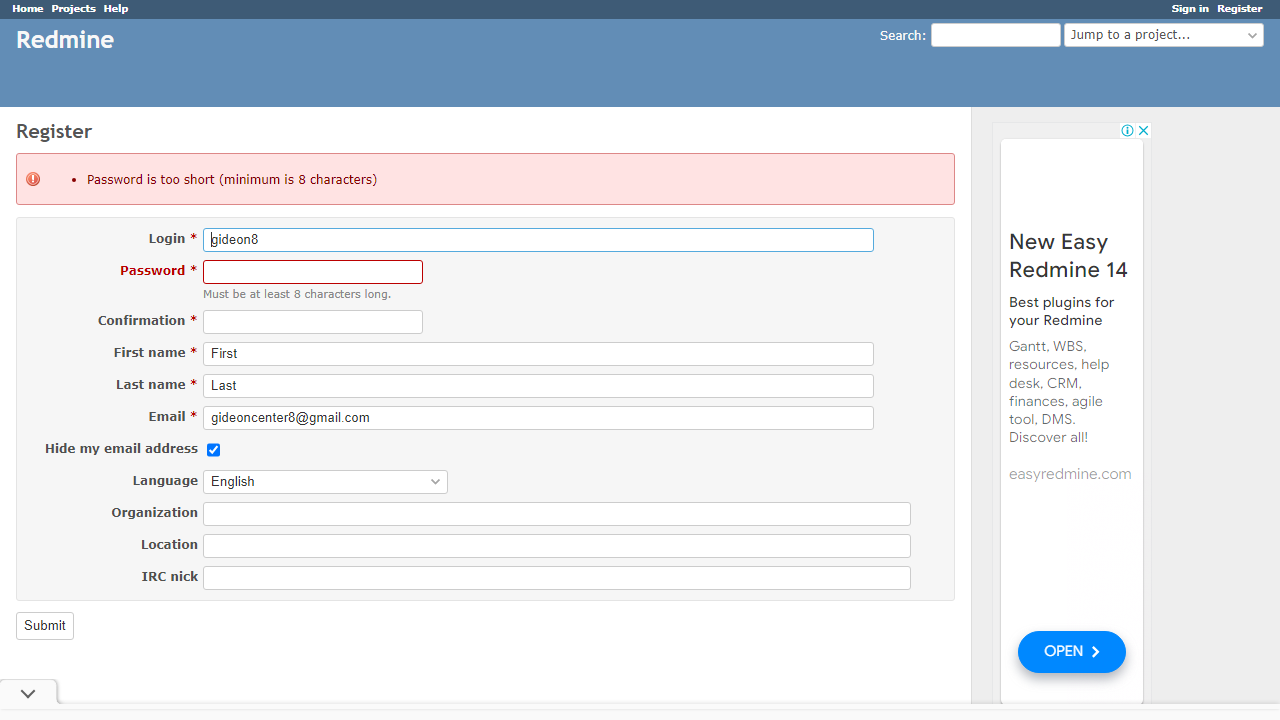 Home Projects Help Sign in Register
Redmine
Search: Jump to a project...
Register
Password is too short (minimum is 8 characters)
Login * gideon8
Password *
Must be at least 8 characters long.
Confirmation *
First name * First
Last name * Last
Email * gideoncenter8@gmail.com
Hide my email address
Language English
Organization
Location
IRC nick
Submit
New Easy
Redmine 14
Best plugins for
your Redmine
Gantt, WBS,
resources, help
desk, CRM,
finances, agile
tool, DMS.
Discover all!
easyredmine.com
OPEN